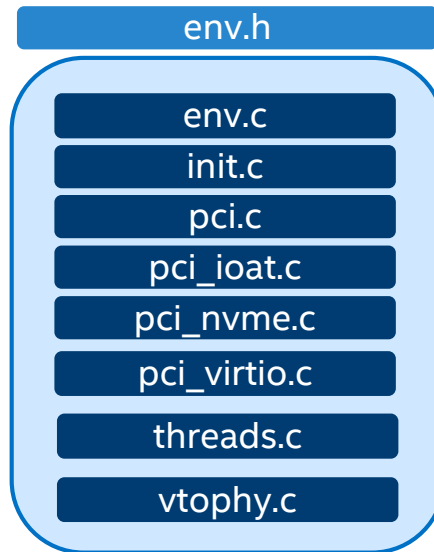 env.h
env.c
init.c
pci.c
pci_ioat.c
pci_nvme.c
pci_virtio.c
threads.c
vtophy.c